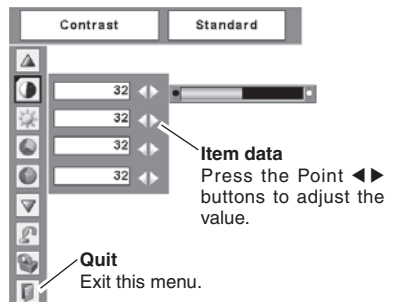 Contrast Standard
32
32
32
32
Item data
Press the Point ◀▶
buttons to adjust the
value.
Quit
Exit this menu.